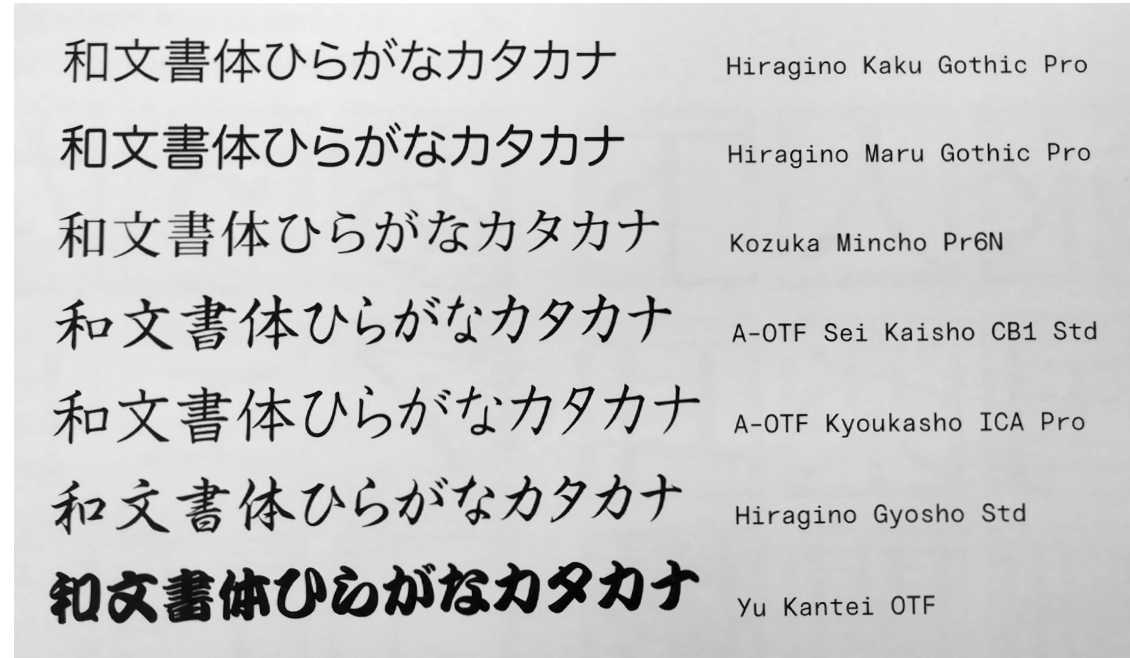 和文書体ひらがなカタカナ Hiragino Kaku Gothic Pro
和文書体ひらがなカタカナ Hiragino Maru Gothic Pro
和文書体ひらがなカタカナ Kozuka Mincho Pr6N
和文書体ひらがなカタカナ A-OTF Sei Kaisho CB1 Std
和文書体ひらがなカタカナ A-OTF Kyoukasho ICA Pro
和文書体ひらがなカタカナ Hiragino Gyosho Std
和文書体ひらがなカタカナ Yu Kantei OTF